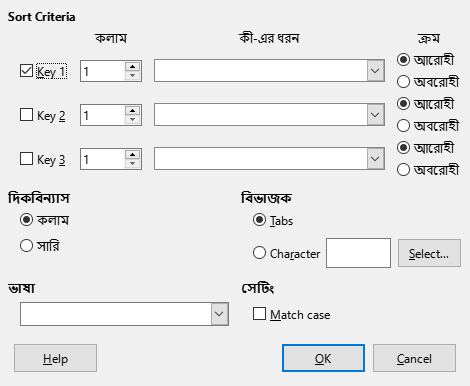 Sort Criteria
কলাম কী-এর ধরন ক্রম
Key 1 1 আরোহী
অবরোহী
Key 2 1 আরোহী
অবরোহী
Key 3 1 আরোহী
অবরোহী
দিকবিন্যাস বিভাজক
কলাম Tabs
সারি Character Select...
ভাষা সেটিং
Match case
Help OK Cancel